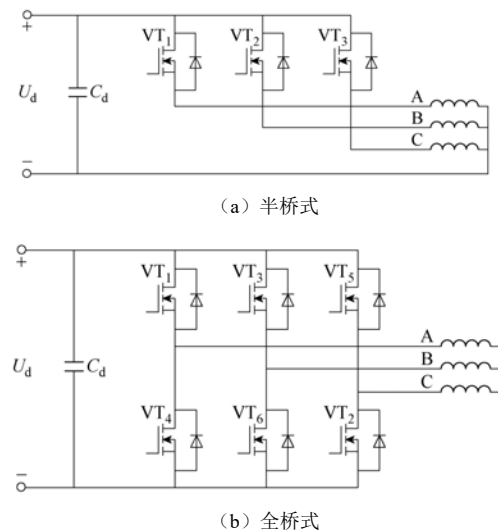 +
VT1
VT2
VT3
Ud
Cd
A
B
C
−
（a）半桥式
+
VT1
VT3
VT5
A
Ud
Cd
B
C
VT4
VT6
VT2
−
（b）全桥式